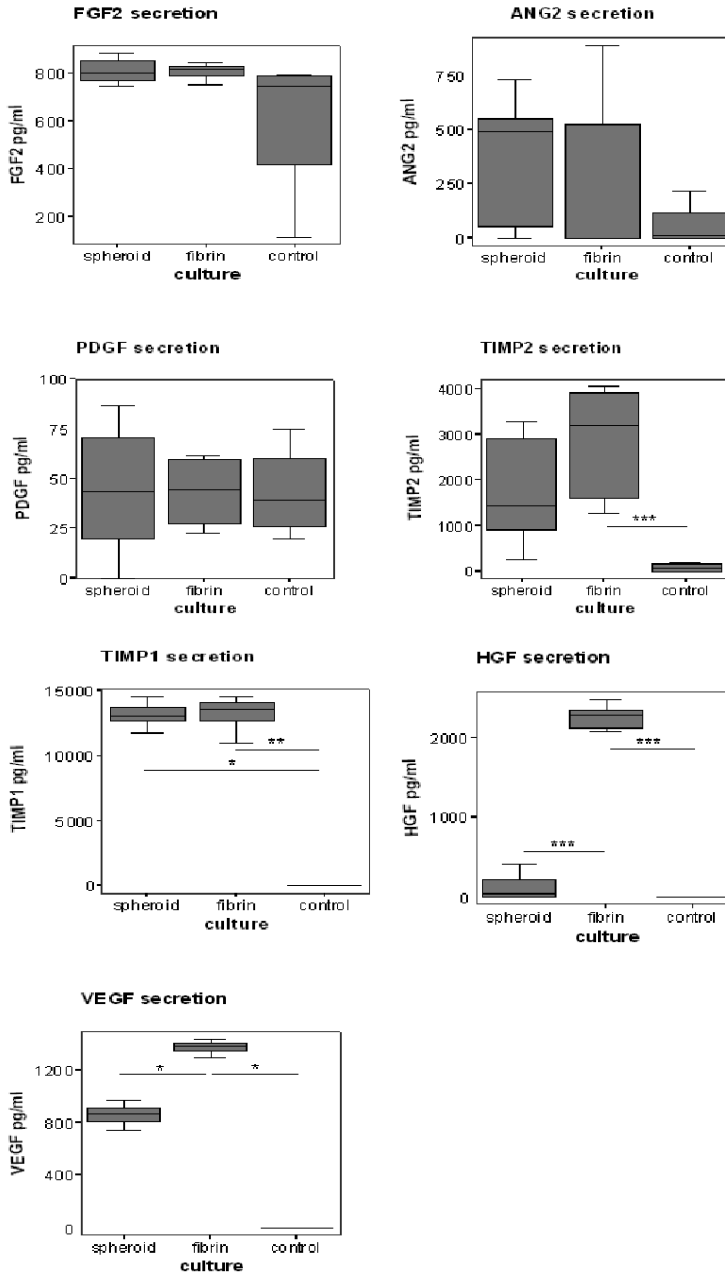 FGF2 secretion
FGF2 pg/ml
800
600
400
200
spheroid fibrin control
culture
ANG2 secretion
ANG2 pg/ml
750
500
250
0
spheroid fibrin control
culture
PDGF secretion
PDGF pg/ml
100
75
50
25
0
spheroid fibrin control
culture
TIMP2 secretion
TIMP2 pg/ml
4000
3000
2000
1000
0
***
spheroid fibrin control
culture
TIMP1 secretion
TIMP1 pg/ml
15000
10000
5000
0
**
*
spheroid fibrin control
culture
HGF secretion
HGF pg/ml
2000
1000
0
***
***
spheroid fibrin control
culture
VEGF secretion
VEGF pg/ml
1200
800
400
0
* *
spheroid fibrin control
culture